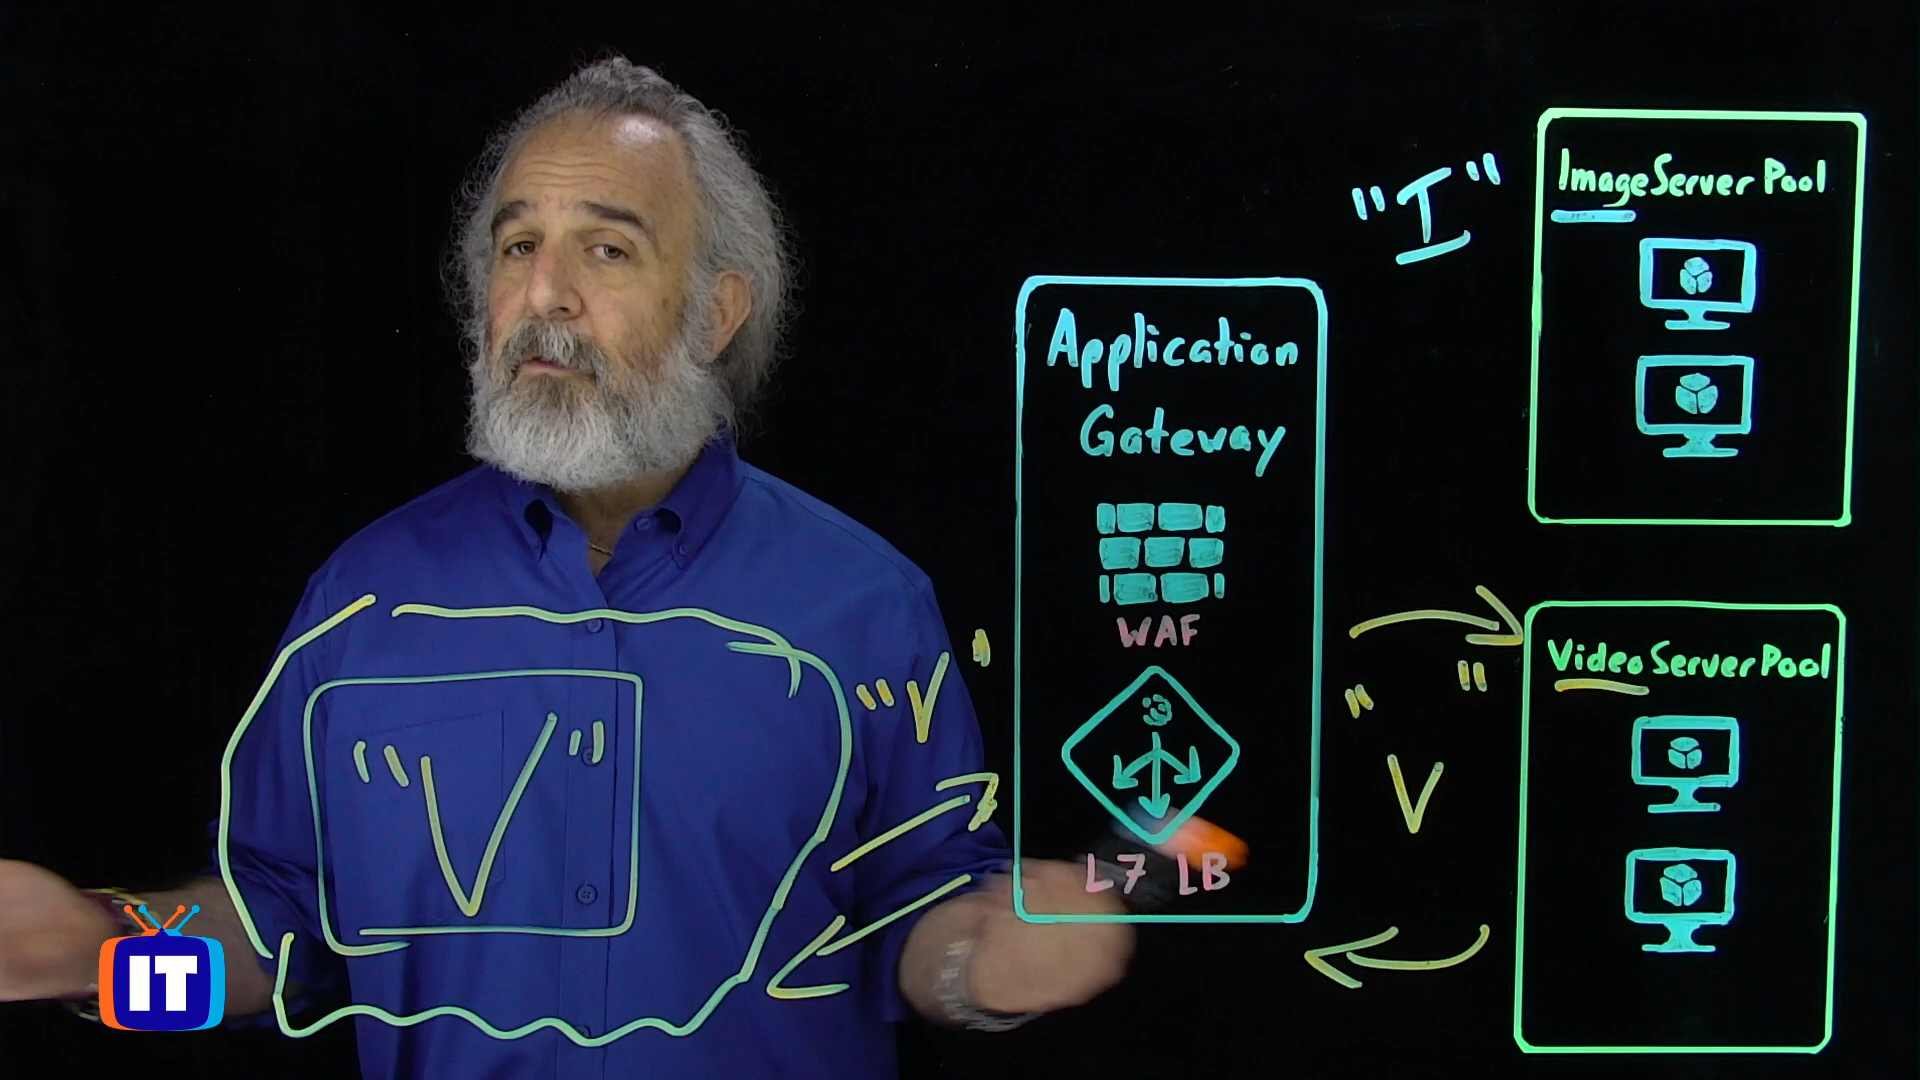 "V"
"V"
Application
Gateway
WAF
L7 LB
"I"
Image Server Pool
"V"
Video Server Pool
IT